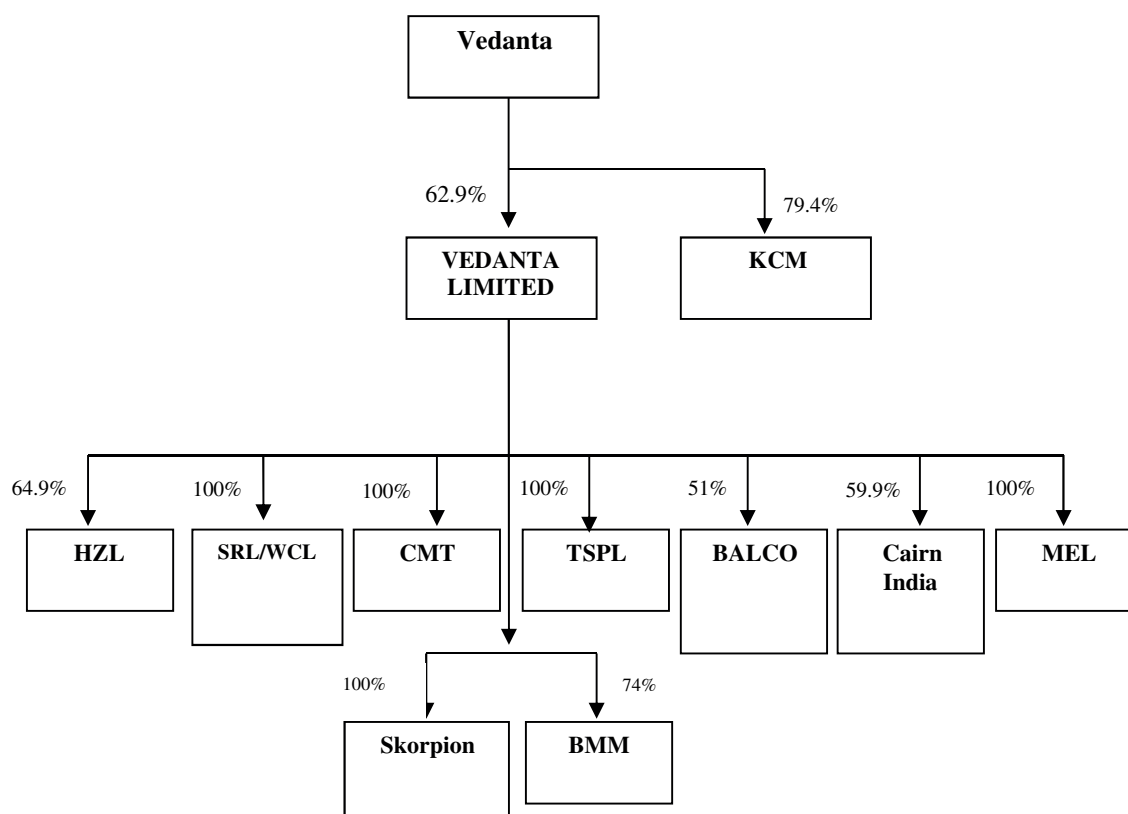 Vedanta
62.9%
79.4%
VEDANTA
LIMITED
KCM
64.9%
100%
100%
100%
51%
59.9%
100%
HZL
SRL/WCL
CMT
TSPL
BALCO
Cairn
India
MEL
100%
74%
Skorpion
BMM